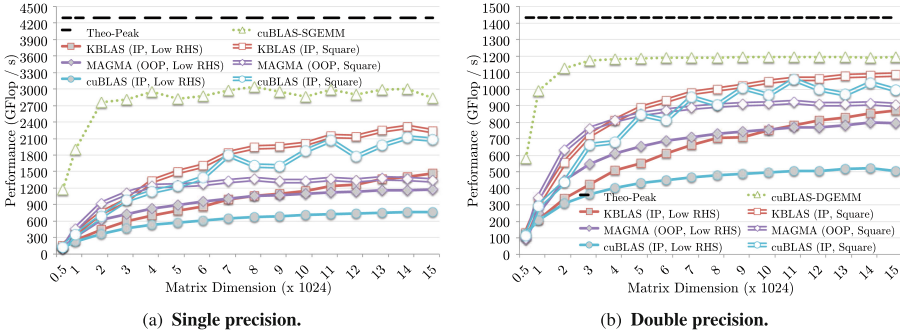 4500
4200
3900
3600
3300
3000
2700
2400
2100
1800
1500
1200
900
600
300
0
Performance (GFlop / s)
Theo-Peak
cuBLAS-SGEMM
KBLAS (IP, Low RHS)
KBLAS (IP, Square)
MAGMA (OOP, Low RHS)
MAGMA (OOP, Square)
cuBLAS (IP, Low RHS)
cuBLAS (IP, Square)
0.5 1 2 3 4 5 6 7 8 9 10 11 12 13 14 15
Matrix Dimension (x 1024)
(a) Single precision.
1500
1400
1300
1200
1100
1000
900
800
700
600
500
400
300
200
100
0
Performance (GFlop / s)
Theo-Peak
cuBLAS-DGEMM
KBLAS (IP, Low RHS)
KBLAS (IP, Square)
MAGMA (OOP, Low RHS)
MAGMA (OOP, Square)
cuBLAS (IP, Low RHS)
cuBLAS (IP, Square)
0.5 1 2 3 4 5 6 7 8 9 10 11 12 13 14 15
Matrix Dimension (x 1024)
(b) Double precision.